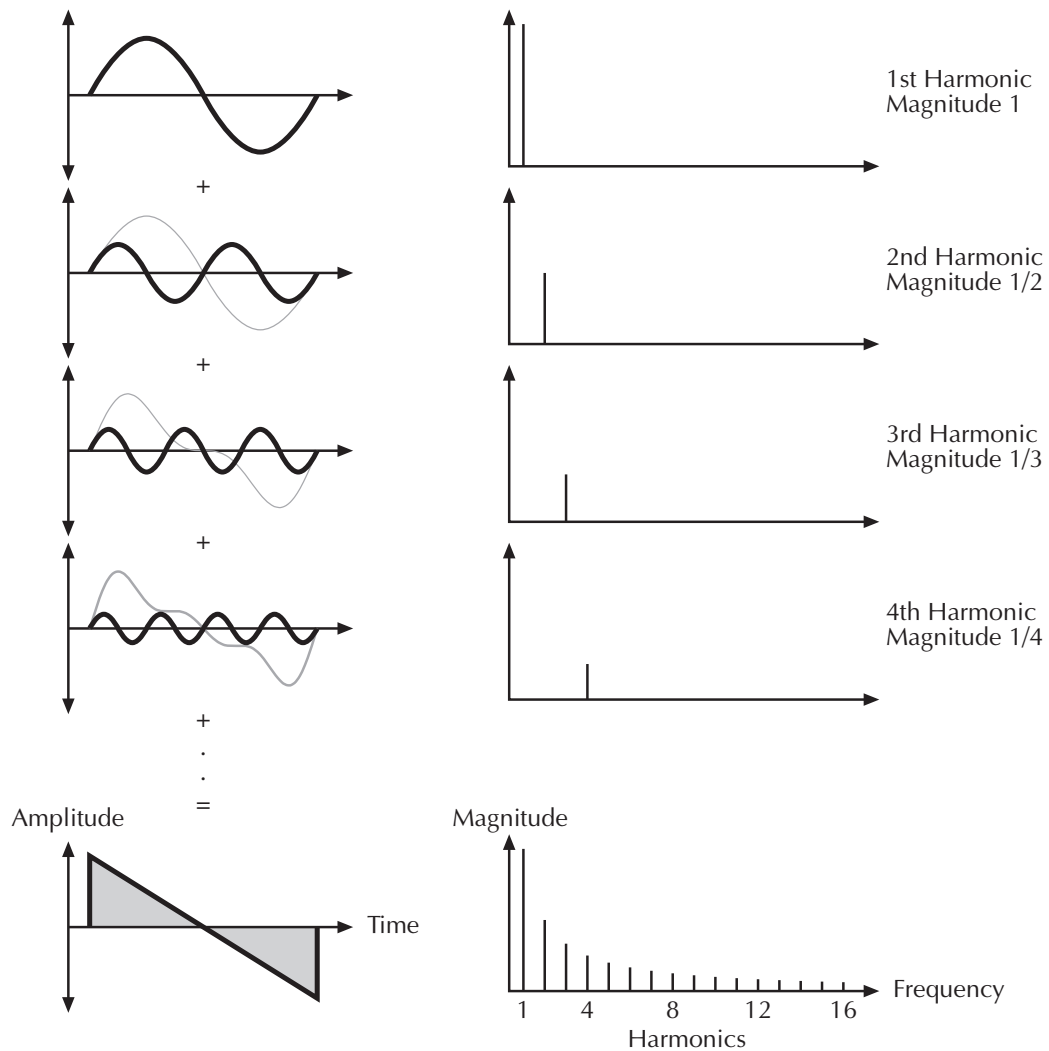 1st Harmonic
Magnitude 1
+
2nd Harmonic
Magnitude 1/2
+
3rd Harmonic
Magnitude 1/3
+
4th Harmonic
Magnitude 1/4
+
.
.
=
Amplitude
Magnitude
Time
Frequency
1 4 8 12 16
Harmonics